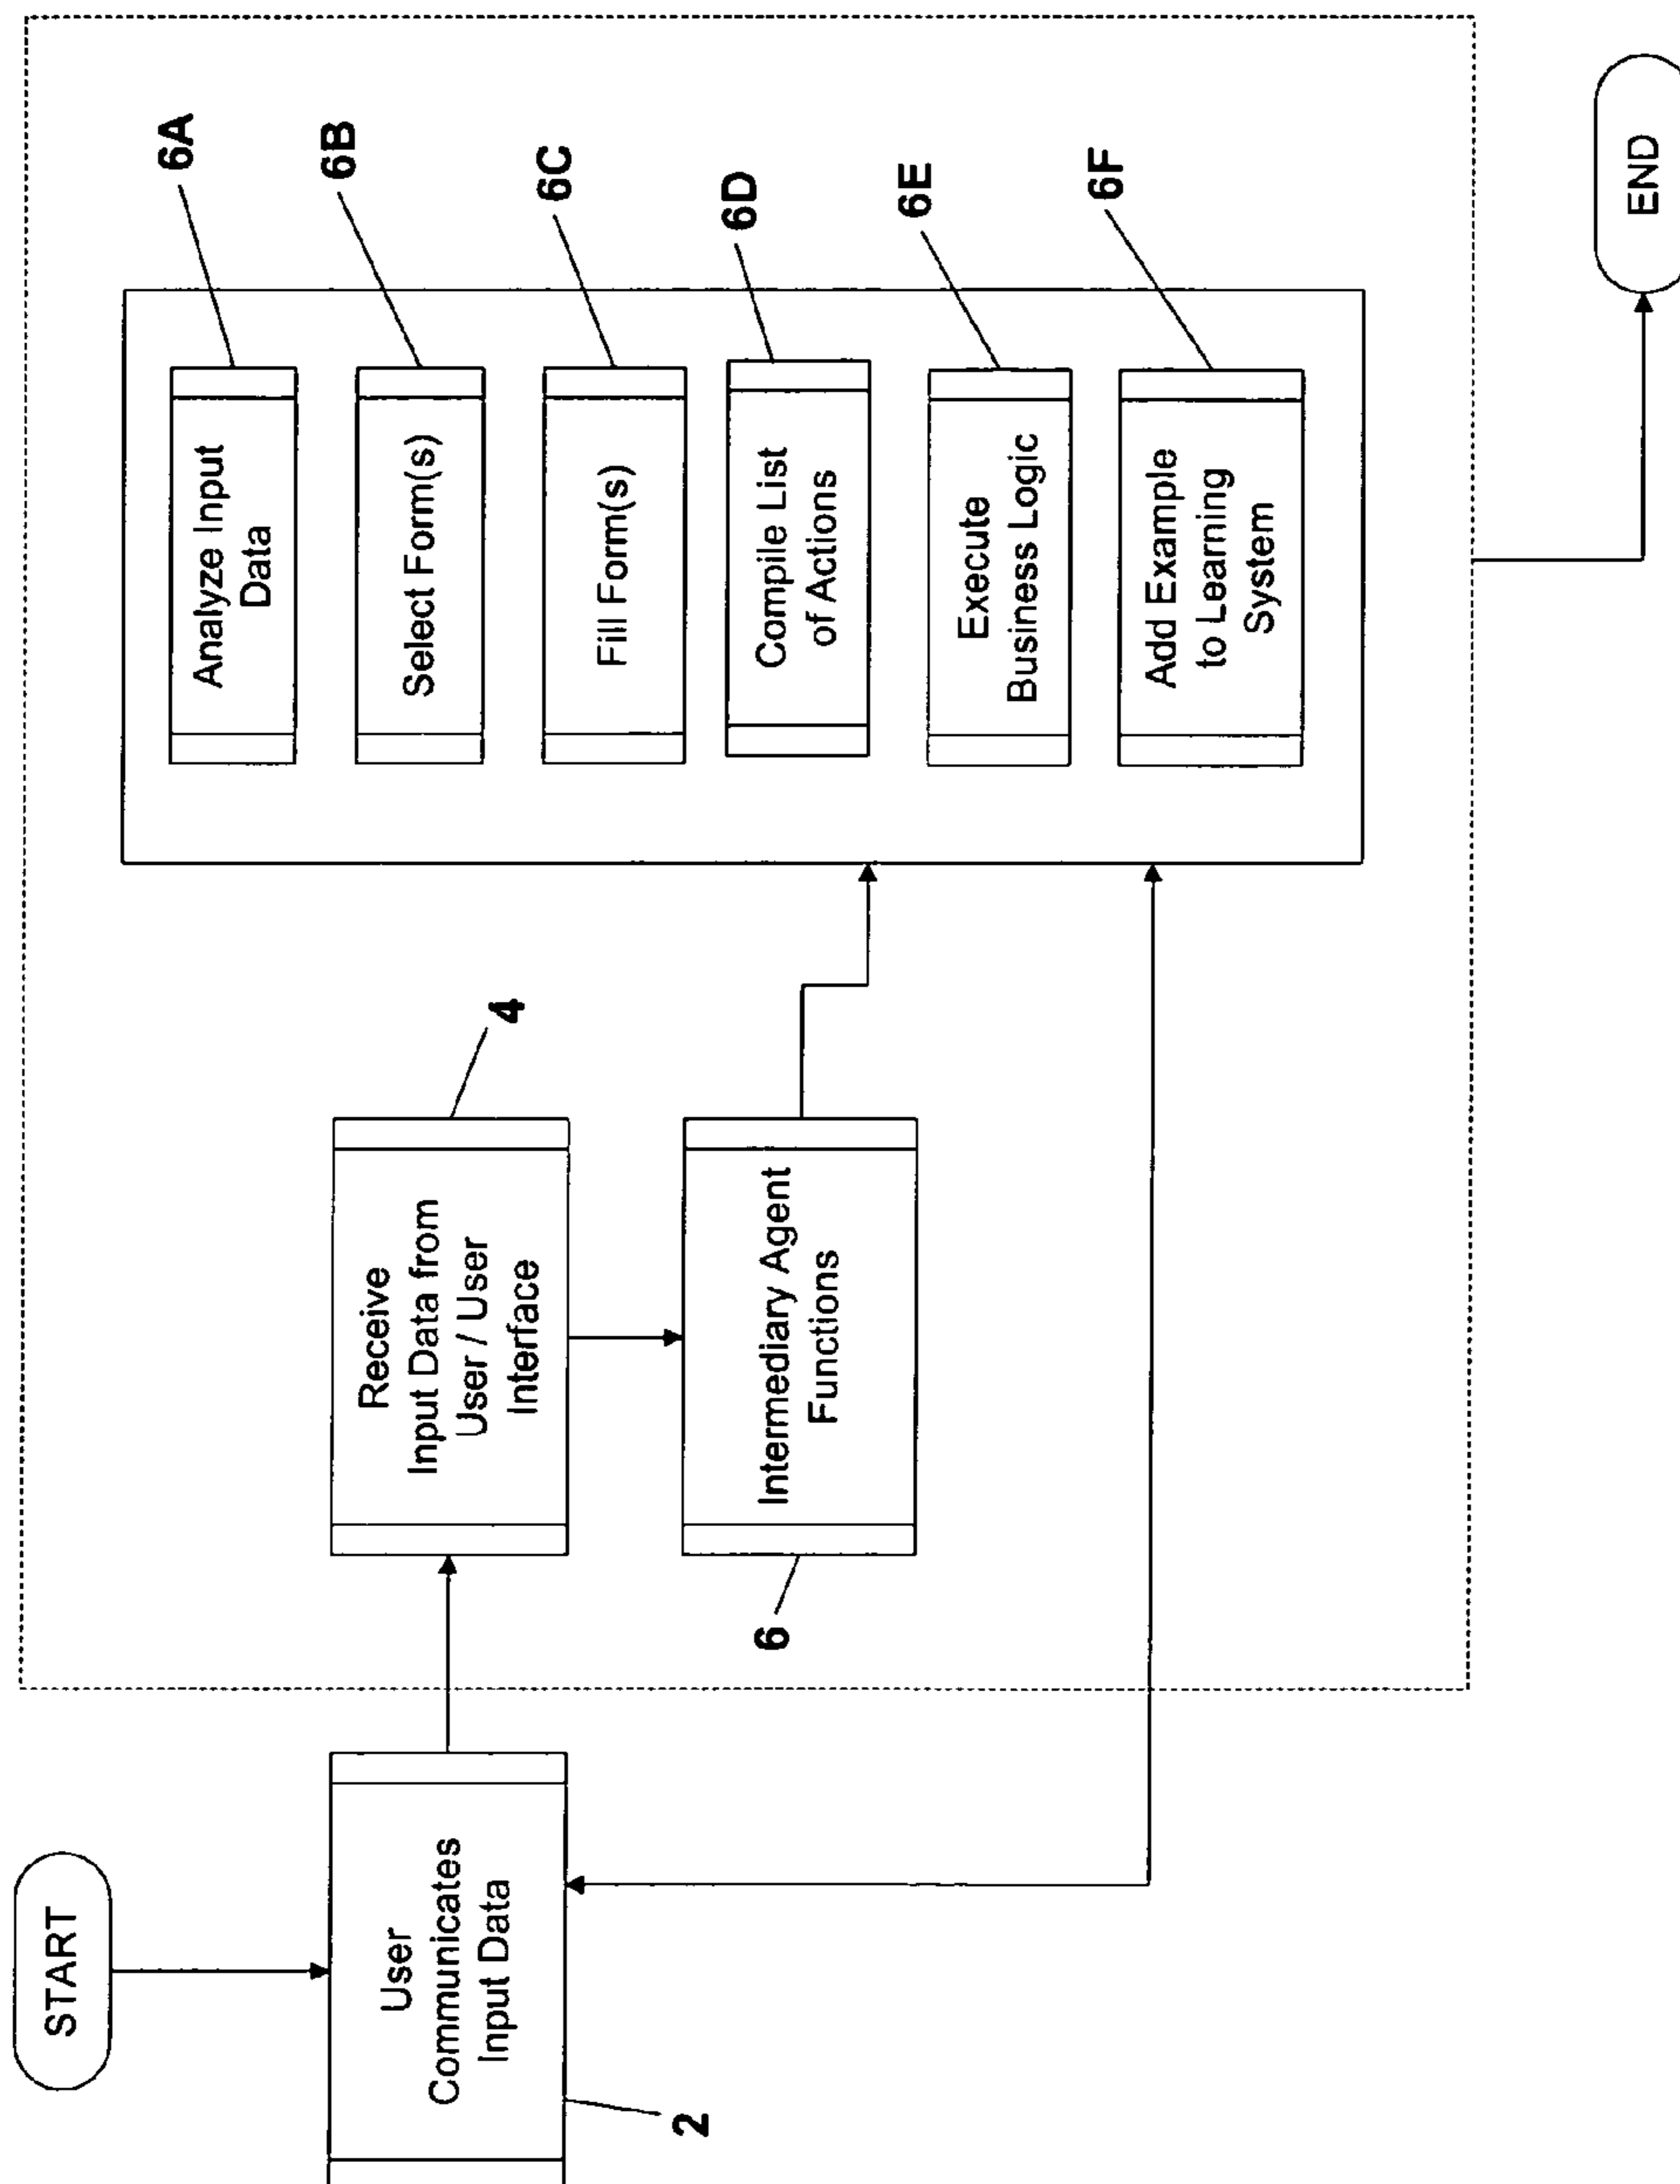 START
User
Communicates
Input Data
2
Receive
Input Data from
User / User
Interface
4
Intermediary Agent
Functions
6
Analyze Input
Data
6A
Select Form(s)
6B
Fill Form(s)
6C
Compile List
of Actions
6D
Execute
Business Logic
6E
Add Example
to Learning
System
6F
END